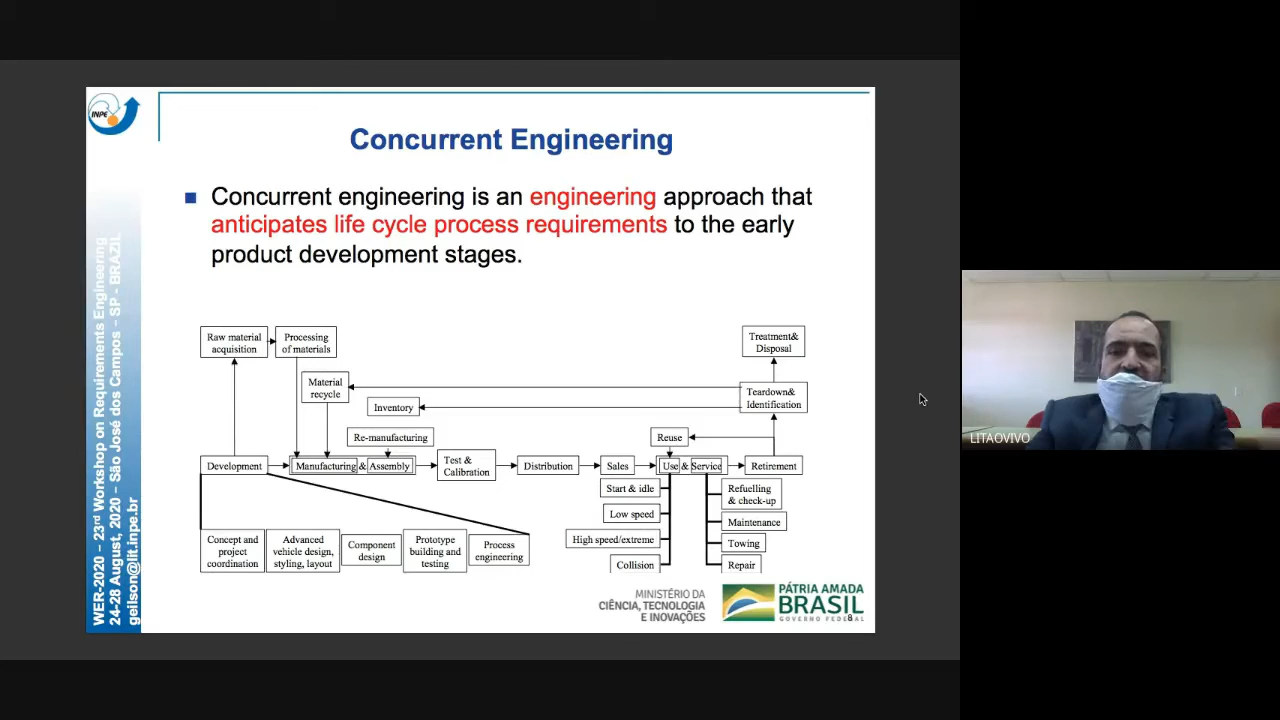 INPE
Concurrent Engineering
Concurrent engineering is an engineering approach that
anticipates life cycle process requirements to the early
product development stages.
Raw material
acquisition
Processing
of materials
Material
recycle
Inventory
Re-manufacturing
Treatment&
Disposal
Teardown&
Identification
Reuse
Development
Manufacturing & Assembly
Test &
Calibration
Distribution
Sales
Use & Service
Retirement
Start & idle
Low speed
High speed/extreme
Collision
Refuelling
& check-up
Maintenance
Towing
Repair
Concept and
project
coordination
Advanced
vehicle design,
styling, layout
Component
design
Prototype
building and
testing
Process
engineering
WER-2020 – 23rd Workshop on Requirements Engineering
24-28 August, 2020 – São José dos Campos – SP - BRAZIL
geilson@lit.inpe.br
MINISTÉRIO DA
CIÊNCIA, TECNOLOGIA
E INOVAÇÕES
PÁTRIA AMADA
BRASIL
GOVERNO FEDERAL
8
LITAOVIVO